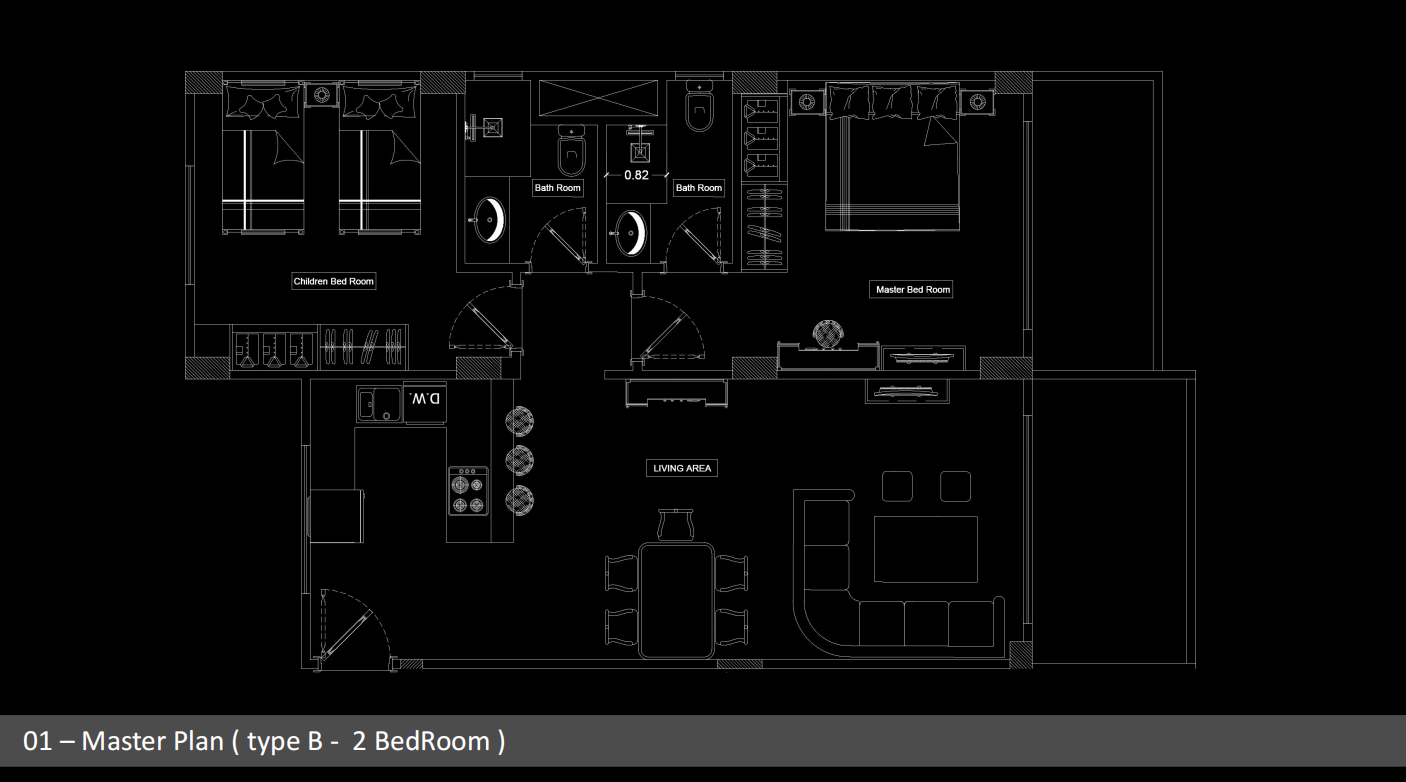 Bath Room
0.82
Bath Room
Children Bed Room
Master Bed Room
D.W.
LIVING AREA
01 – Master Plan ( type B -  2 BedRoom )